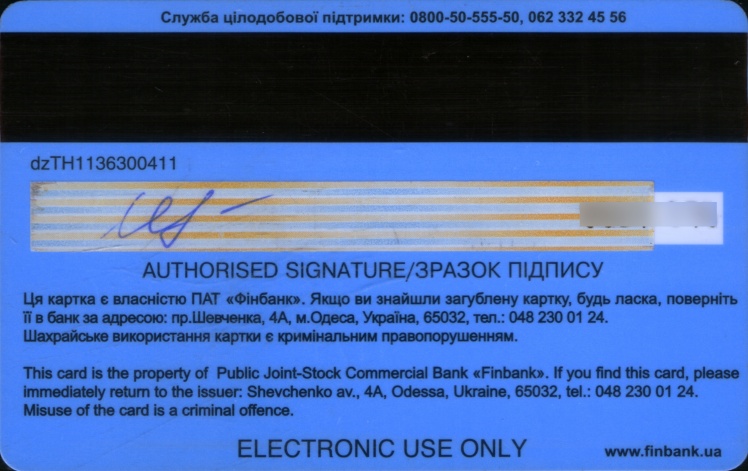 Служба цілодобової підтримки: 0800-50-555-50, 062 332 45 56
dzTH1136300411
AUTHORISED SIGNATURE/ЗРАЗОК ПІДПИСУ
Ця картка є власністю ПАТ «Фінбанк». Якщо ви знайшли загублену картку, будь ласка, поверніть
її в банк за адресою: пр.Шевченка, 4А, м.Одеса, Україна, 65032, тел.: 048 230 01 24.
Шахрайське використання картки є кримінальним правопорушенням.
This card is the property of Public Joint-Stock Commercial Bank «Finbank». If you find this card, please
immediately return to the issuer: Shevchenko av., 4A, Odessa, Ukraine, 65032, tel.: 048 230 01 24.
Misuse of the card is a criminal offence.
ELECTRONIC USE ONLY
www.finbank.ua